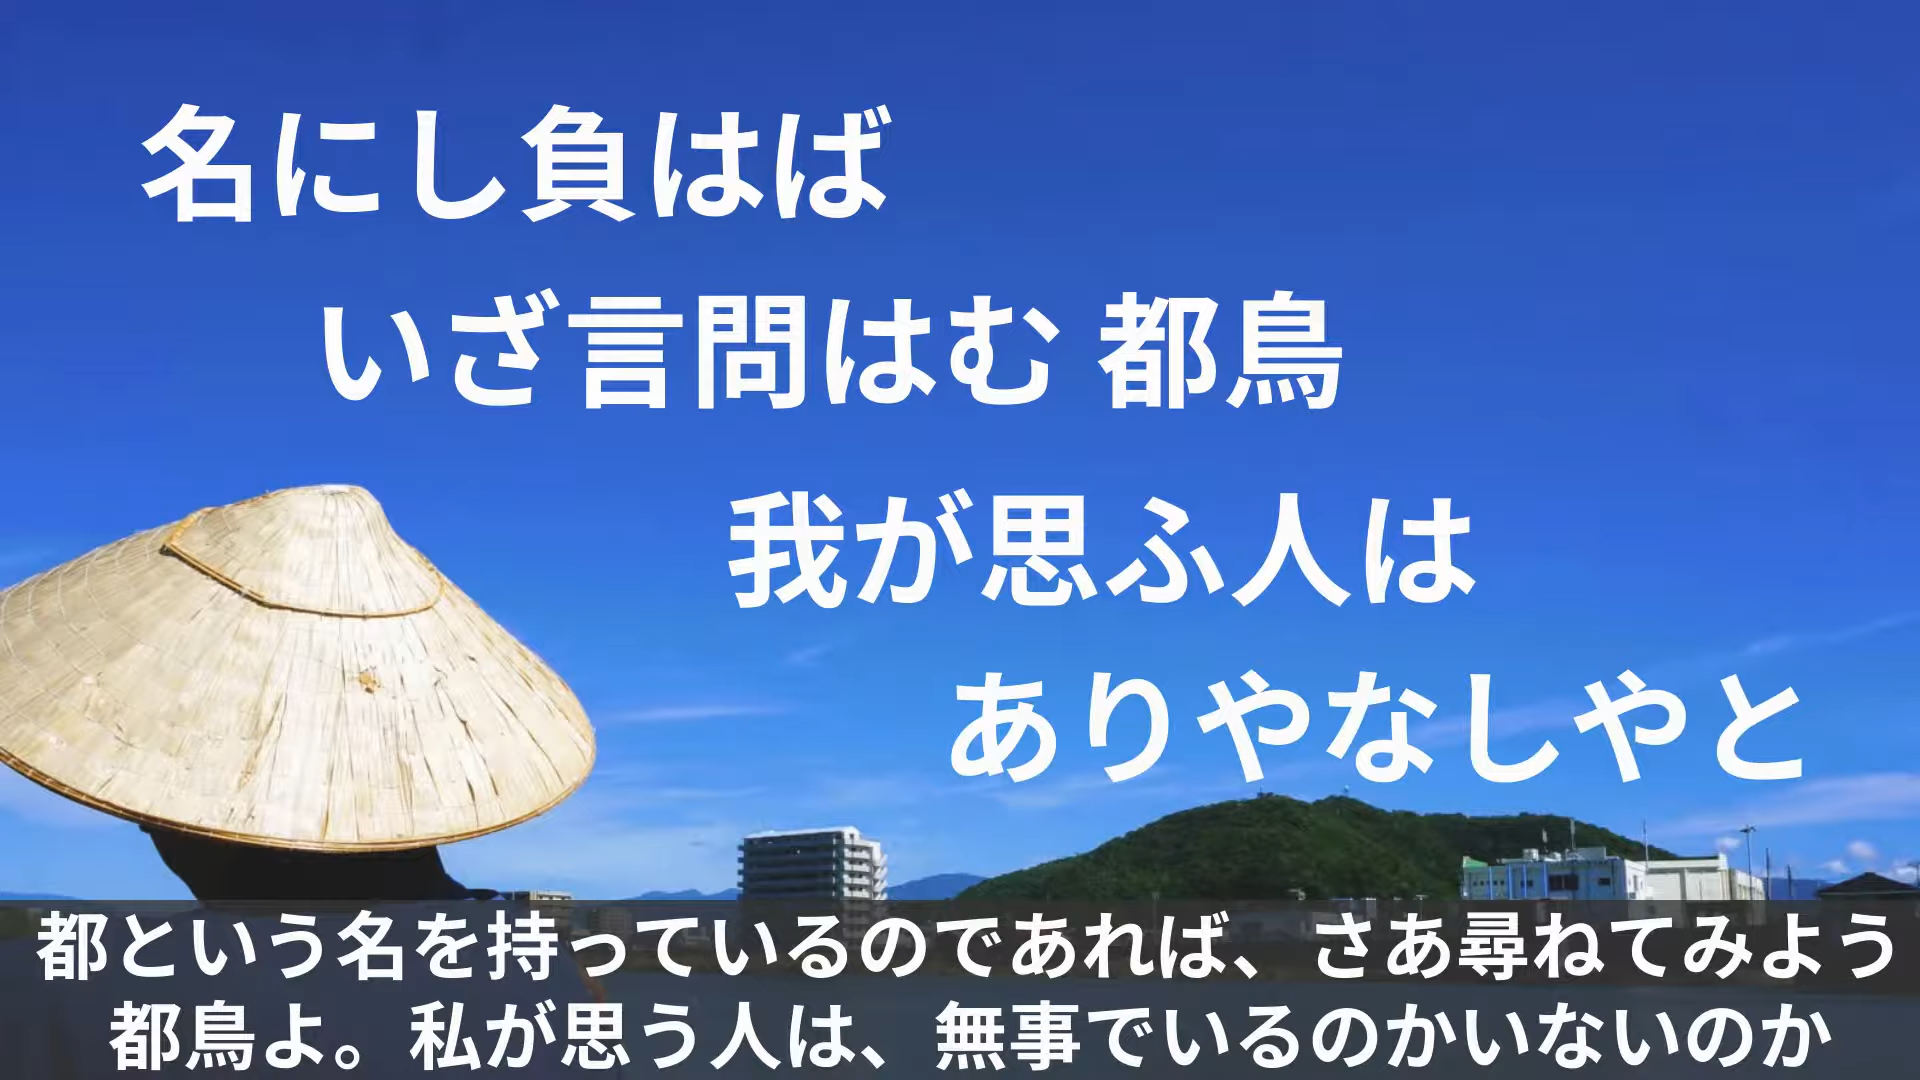 名にし負はば
いざ言問はむ 都鳥
我が思ふ人は
ありやなしやと
都という名を持っているのであれば、さあ尋ねてみよう
都鳥よ。私が思う人は、無事でいるのかいないのか